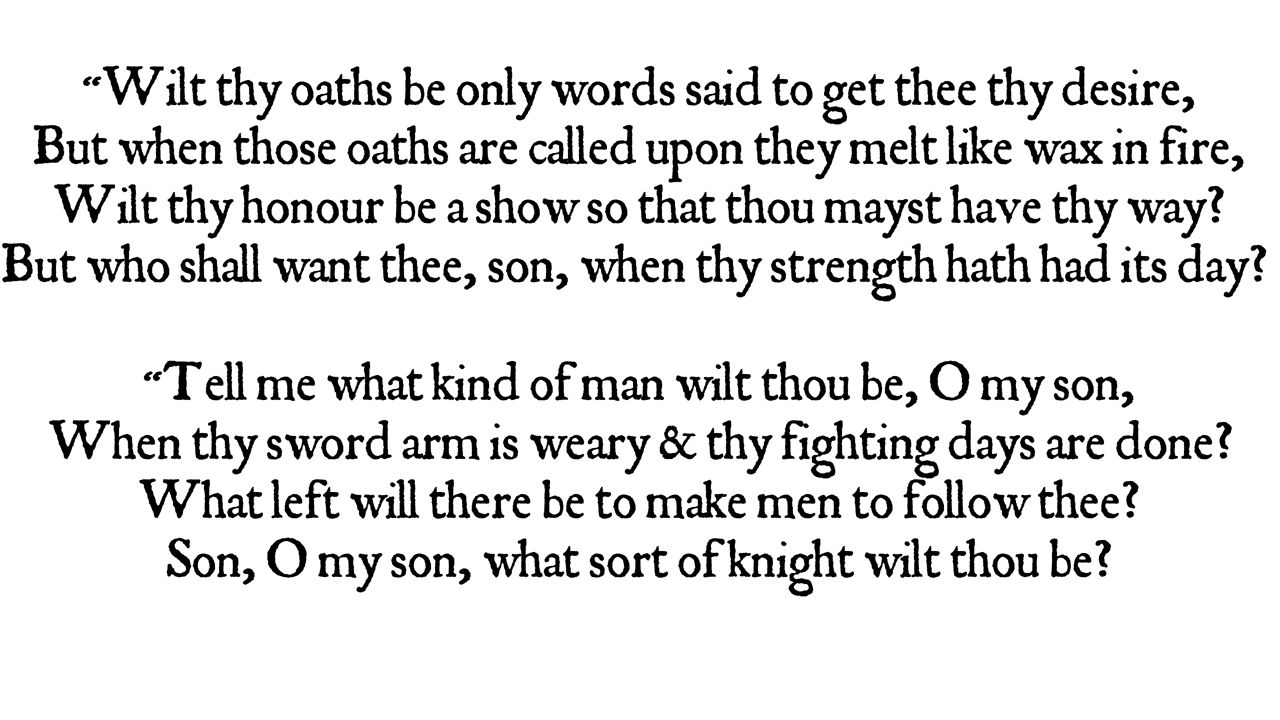 “Wilt thy oaths be only words said to get thee thy desire,
But when those oaths are called upon they melt like wax in fire,
Wilt thy honour be a show so that thou mayst have thy way?
But who shall want thee, son, when thy strength hath had its day?
“Tell me what kind of man wilt thou be, O my son,
When thy sword arm is weary & thy fighting days are done?
What left will there be to make men to follow thee?
Son, O my son, what sort of knight wilt thou be?